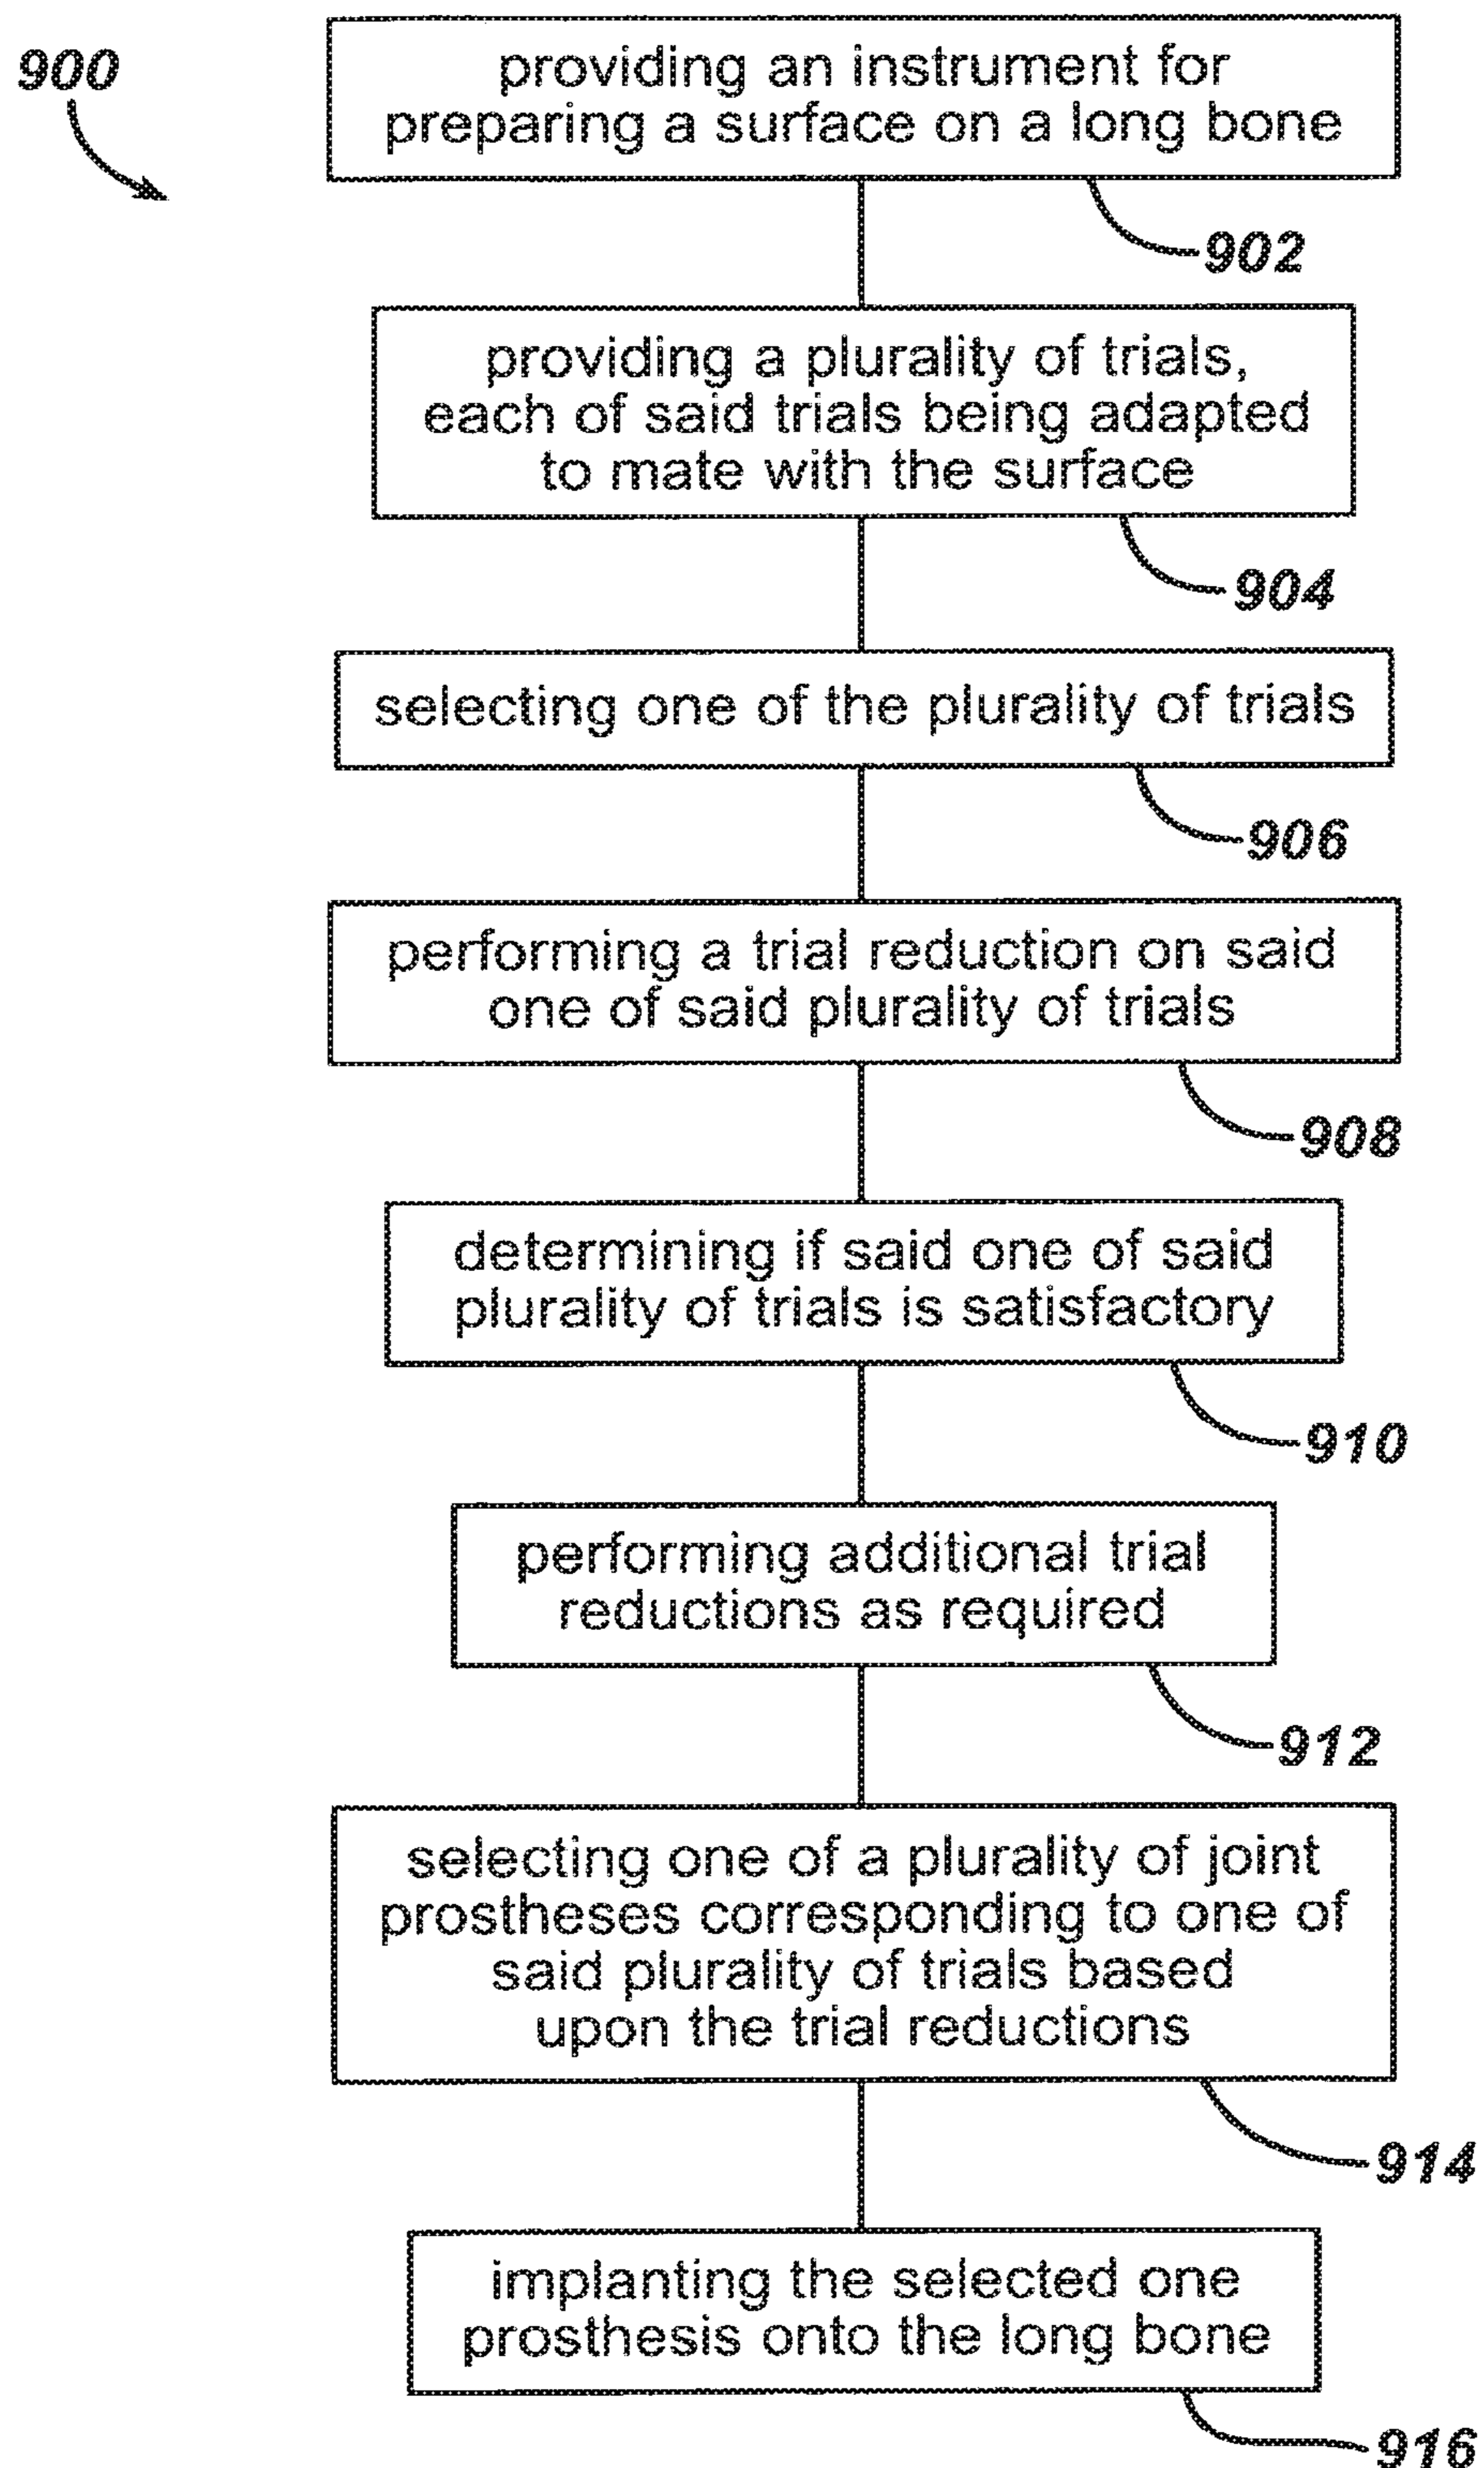 900
providing an instrument for
preparing a surface on a long bone
902
providing a plurality of trials,
each of said trials being adapted
to mate with the surface
904
selecting one of the plurality of trials
906
performing a trial reduction on said
one of said plurality of trials
908
determining if said one of said
plurality of trials is satisfactory
910
performing additional trial
reductions as required
912
selecting one of a plurality of joint
prostheses corresponding to one of
said plurality of trials based
upon the trial reductions
914
implanting the selected one
prosthesis onto the long bone
916